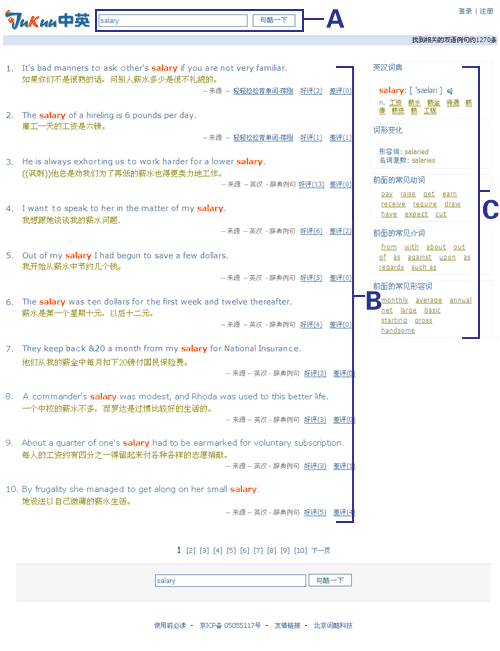 登录 | 注册
JuKuu中英
salary
句酷一下
A
找到相关的双语例句约1270条
1. It's bad manners to ask other's salary if you are not very familiar.
如果你们不是很熟的话，问别人薪水多少是很不礼貌的。
-- 来源 -- 轻轻松松背单词-蒋刚 好评(2) 差评(0)
2. The salary of a hireling is 6 pounds per day.
雇工一天的工资是六镑。
-- 来源 -- 轻轻松松背单词-蒋刚 好评(1) 差评(1)
3. He is always exhorting us to work harder for a lower salary.
((讽刺))他总是劝我们为了再低的薪水也得更卖力地工作。
-- 来源 -- 英汉 - 辞典例句 好评(13) 差评(0)
4. I want to speak to her in the matter of my salary.
我想跟她谈谈我的薪水问题.
-- 来源 -- 英汉 - 辞典例句 好评(6) 差评(2)
5. Out of my salary I had begun to save a few dollars.
我开始从薪水中节约几个钱。
-- 来源 -- 英汉 - 辞典例句 好评(5) 差评(0)
6. The salary was ten dollars for the first week and twelve thereafter.
薪水是第一个星期十元，以后十二元。
-- 来源 -- 英汉 - 辞典例句 好评(4) 差评(0)
7. They keep back &20 a month from my salary for National Insurance.
他们从我的薪金中每月扣下20镑付国民保险费。
-- 来源 -- 英汉 - 辞典例句 好评(3) 差评(0)
8. A commander's salary was modest, and Rhoda was used to this better life.
一个中校的薪水不多，而罗达是过惯比较好的生活的。
-- 来源 -- 英汉 - 辞典例句 好评(3) 差评(0)
9. About a quarter of one's salary had to be earmarked for voluntary subscription.
每人的工资约有四分之一得留起来付各种各样的志愿捐献。
-- 来源 -- 英汉 - 辞典例句 好评(3) 差评(1)
10. By frugality she managed to get along on her small salary.
她设法以自己微薄的薪水生活。
-- 来源 -- 英汉 - 辞典例句 好评(5) 差评(0)
B
英汉词典
salary: [ 'sæləri ]
n. 工资 薪水 薪金 待遇 薪
俸 薪资 薪 工钱
词形变化
形容词: salaried
名词复数: salaries
前面的常见动词
pay raise get earn
receive require draw
have expect cut
前面的常见介词
from with about out
of as against upon as
regards such as
前面的常见形容词
monthly average annual
net large basic
starting gross
handsome
C
1 [2] [3] [4] [5] [6] [7] [8] [9] [10] 下一页
salary
句酷一下
使用前必读 - 京ICP备 05055117号 - 友情链接 - 北京词酷科技